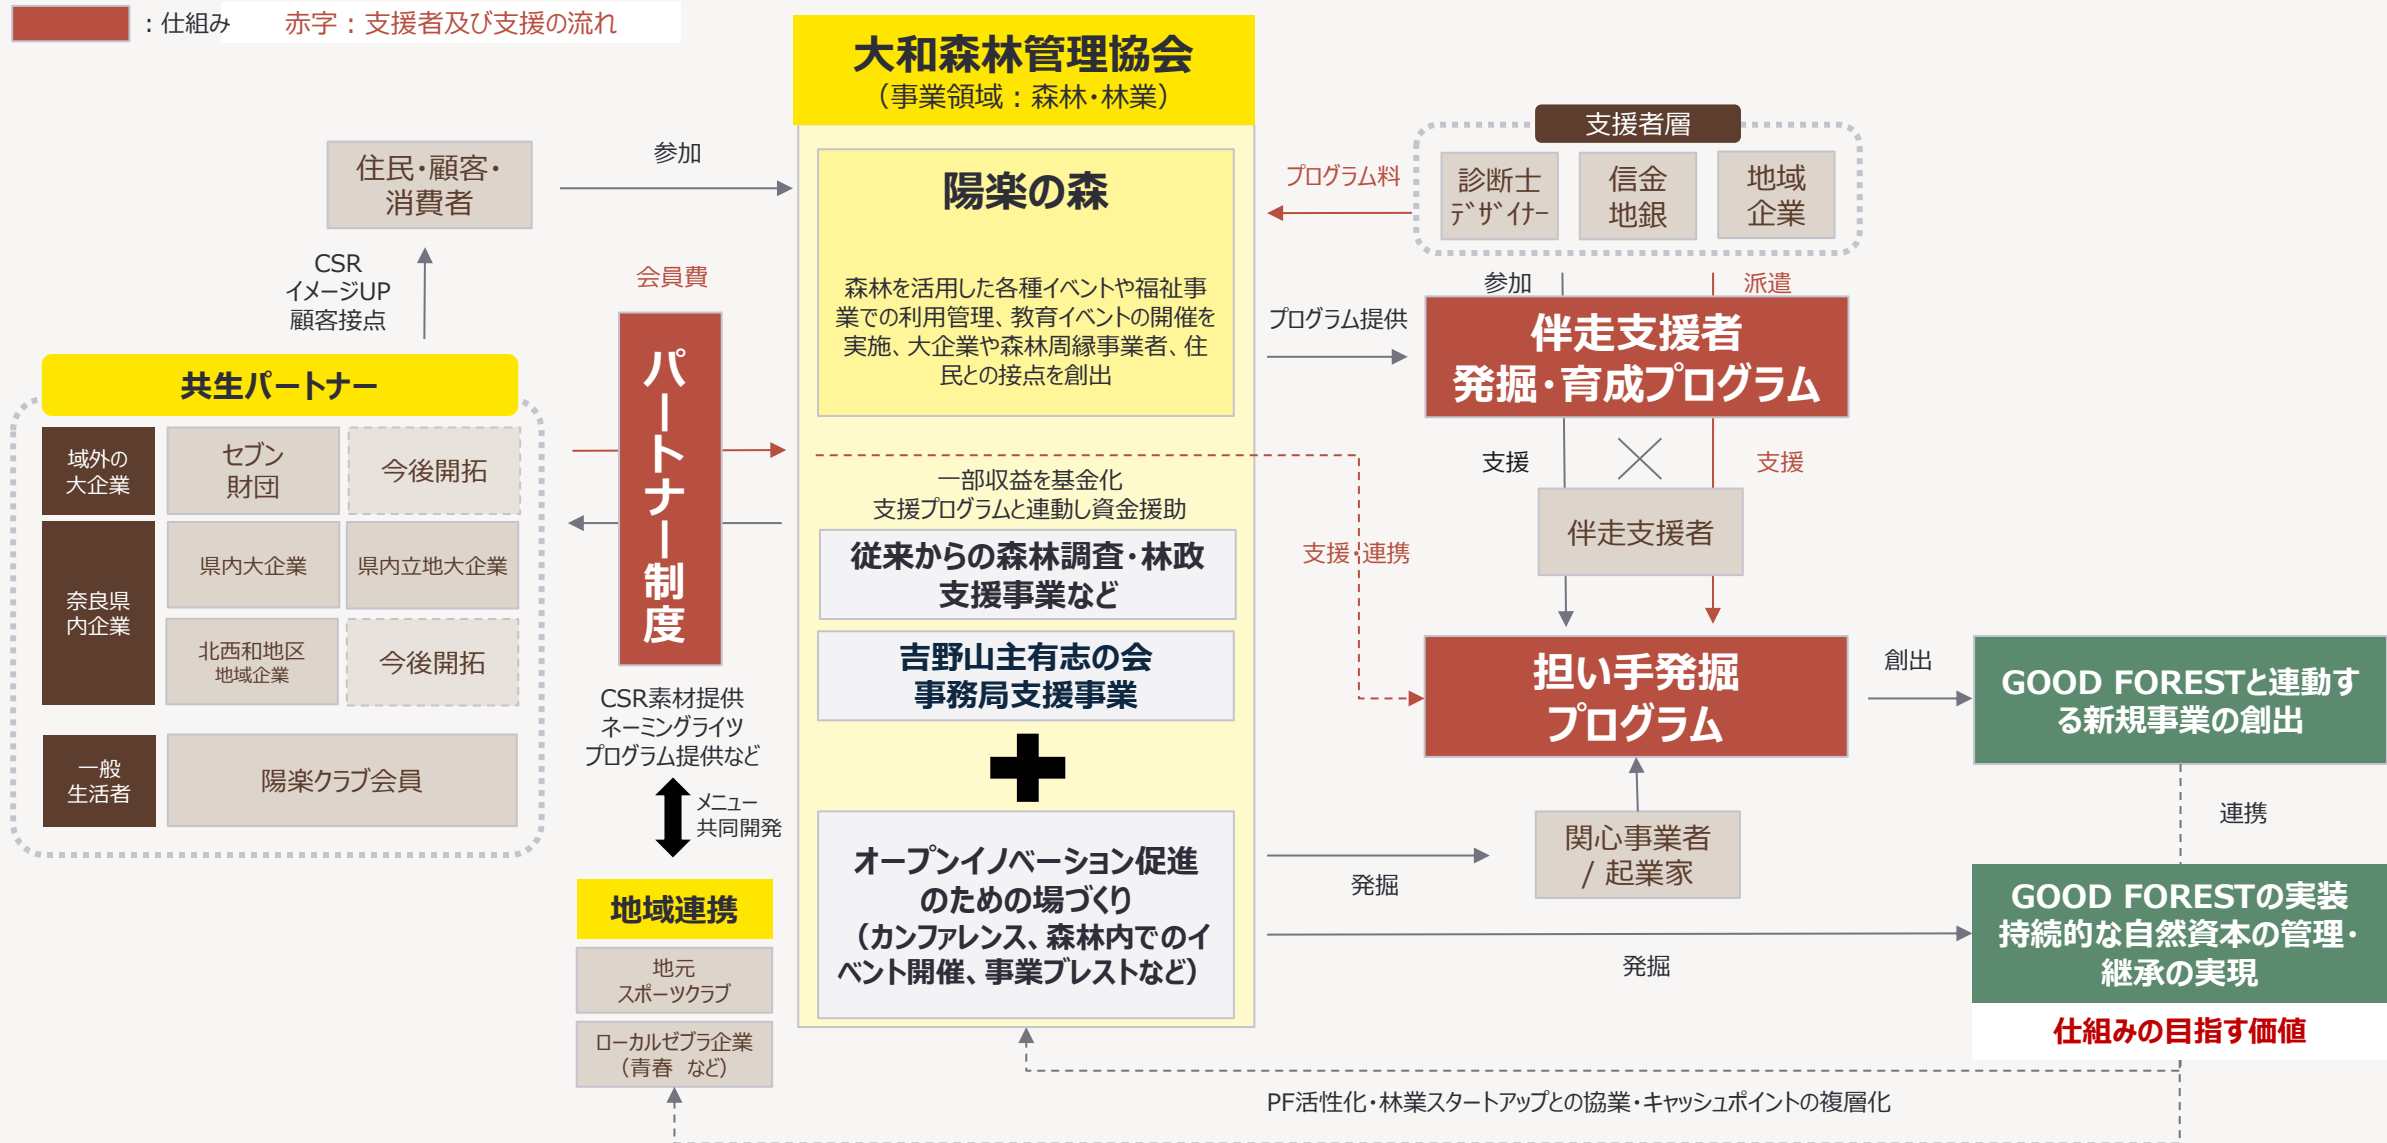 ：仕組み
赤字：支援者及び支援の流れ
大和森林管理協会
（事業領域：森林・林業）
陽楽の森
森林を活用した各種イベントや福祉事
業での利用管理、教育イベントの開催を
実施、大企業や森林周縁事業者、住
民との接点を創出
一部収益を基金化
支援プログラムと連動し資金援助
従来からの森林調査・林政
支援事業など
吉野山主有志の会
事務局支援事業
オープンイノベーション促進
のための場づくり
（カンファレンス、森林内でのイ
ベント開催、事業ブレストなど）
住民・顧客・
消費者
参加
CSR
イメージUP
顧客接点
共生パートナー
域外の
大企業
セブン
財団
今後開拓
奈良県
内企業
県内大企業
県内立地大企業
北西和地区
地域企業
今後開拓
一般
生活者
陽楽クラブ会員
会員費
パートナー制度
CSR素材提供
ネーミングライツ
プログラム提供など
メニュー
共同開発
地域連携
地元
スポーツクラブ
ローカルゼブラ企業
（青春 など）
支援者層
診断士
ﾃﾞｻﾞｲﾅｰ
信金
地銀
地域
企業
プログラム料
参加
派遣
プログラム提供
伴走支援者
発掘・育成プログラム
支援
支援
伴走支援者
支援・連携
担い手発掘
プログラム
創出
GOOD FORESTと連動す
る新規事業の創出
連携
関心事業者
/ 起業家
発掘
発掘
GOOD FORESTの実装
持続的な自然資本の管理・
継承の実現
仕組みの目指す価値
PF活性化・林業スタートアップとの協業・キャッシュポイントの複層化